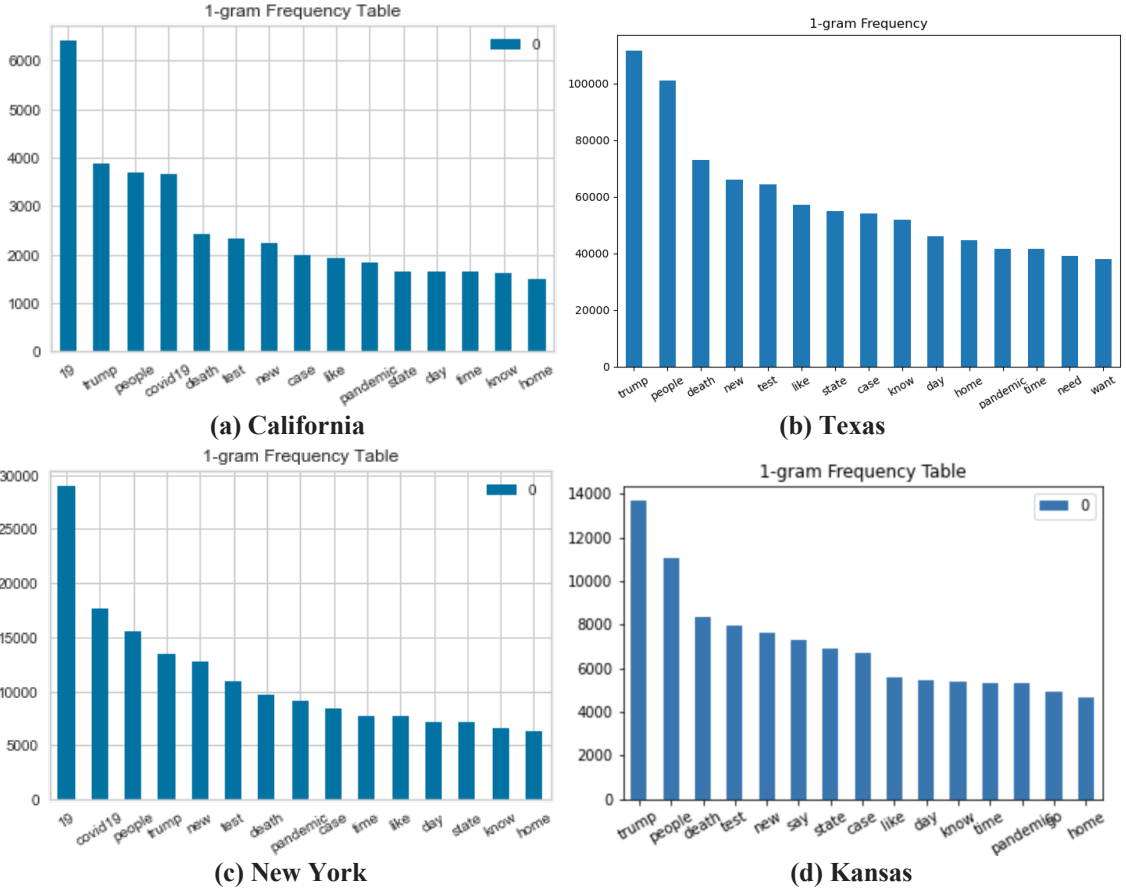 1-gram Frequency Table
0
6000
5000
4000
3000
2000
1000
0
19 trump people covid19 death test new case like pandemic state day time know home
(a) California
1-gram Frequency
100000
80000
60000
40000
20000
0
trump people death new test like state case know day home pandemic time need want
(b) Texas
1-gram Frequency Table
0
30000
25000
20000
15000
10000
5000
0
19 covid19 people trump new test death pandemic case time like day state know home
(c) New York
1-gram Frequency Table
0
14000
12000
10000
8000
6000
4000
2000
0
trump people death test new say state case like day know time pandemic go home
(d) Kansas